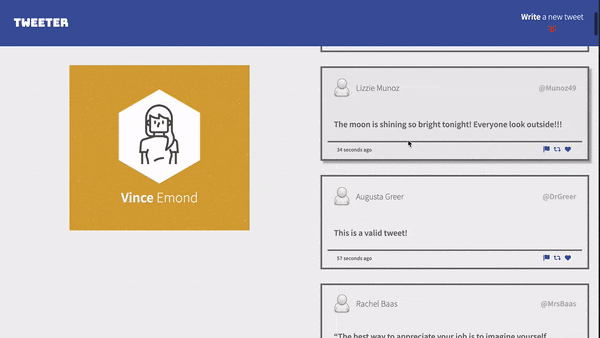 TWEETER
Write a new tweet
Vince Emond
Lizzie Munoz
@Munoz49
The moon is shining so bright tonight! Everyone look outside!!!
34 seconds ago
Augusta Greer
@DrGreer
This is a valid tweet!
57 seconds ago
Rachel Baas
@MrsBaas
"The best way to appreciate your job is to imagine yourself